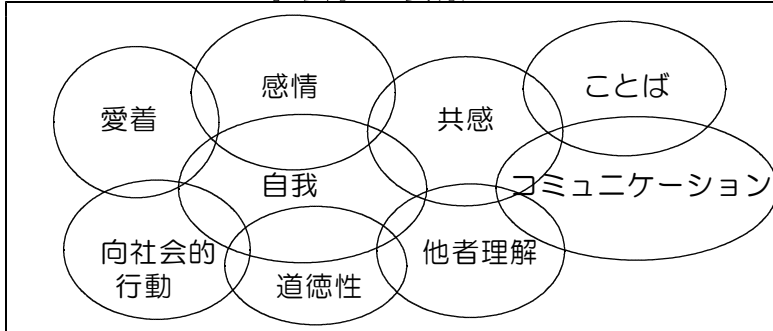 感情
ことば
愛着
共感
自我
コミュニケーション
向社会的
行動
道徳性
他者理解